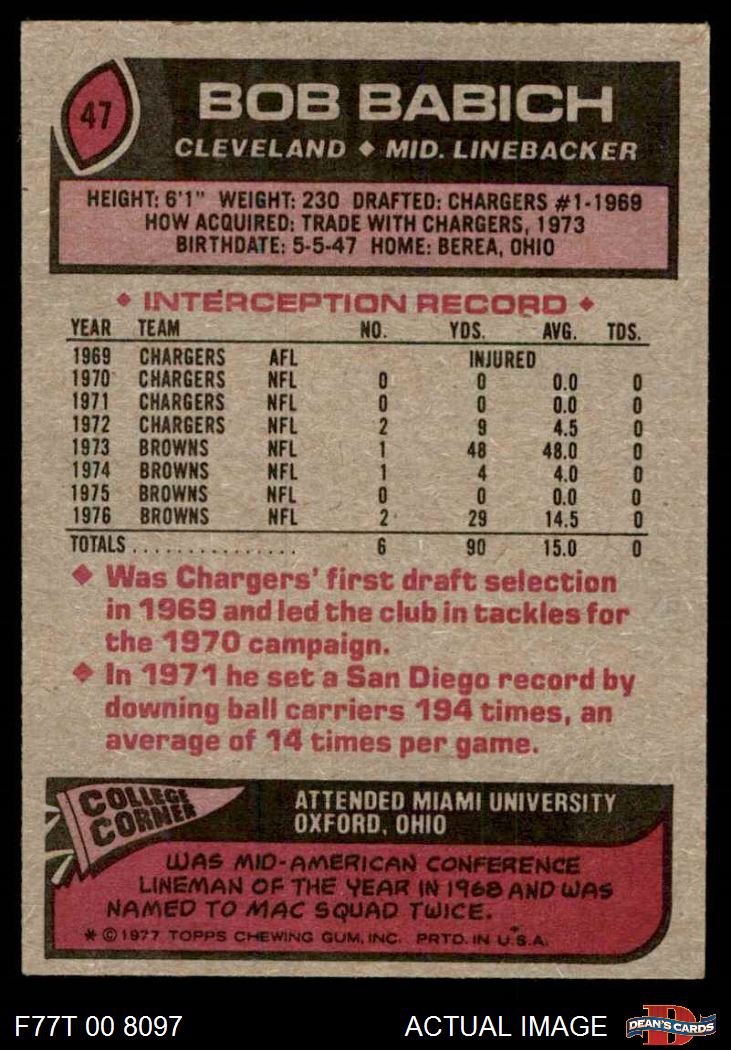 47
BOB BABICH
CLEVELAND ◆ MID. LINEBACKER
HEIGHT: 6'1" WEIGHT: 230 DRAFTED: CHARGERS #1-1969
HOW ACQUIRED: TRADE WITH CHARGERS, 1973
BIRTHDATE: 5-5-47 HOME: BEREA, OHIO
◆ INTERCEPTION RECORD ◆
YEAR TEAM NO. YDS. AVG. TDS.
1969 CHARGERS AFL INJURED
1970 CHARGERS NFL 0 0 0.0 0
1971 CHARGERS NFL 0 0 0.0 0
1972 CHARGERS NFL 2 9 4.5 0
1973 BROWNS NFL 1 48 48.0 0
1974 BROWNS NFL 1 4 4.0 0
1975 BROWNS NFL 0 0 0.0 0
1976 BROWNS NFL 2 29 14.5 0
TOTALS ................ 6 90 15.0 0
◆ Was Chargers' first draft selection
in 1969 and led the club in tackles for
the 1970 campaign.
◆ In 1971 he set a San Diego record by
downing ball carriers 194 times, an
average of 14 times per game.
COLLEGE
CORNER
ATTENDED MIAMI UNIVERSITY
OXFORD, OHIO
WAS MID-AMERICAN CONFERENCE
LINEMAN OF THE YEAR IN 1968 AND WAS
NAMED TO MAC SQUAD TWICE.
* © 1977 TOPPS CHEWING GUM, INC. PRTD. IN U.S.A.
F77T 00 8097
ACTUAL IMAGE
D
DEAN'S CARDS